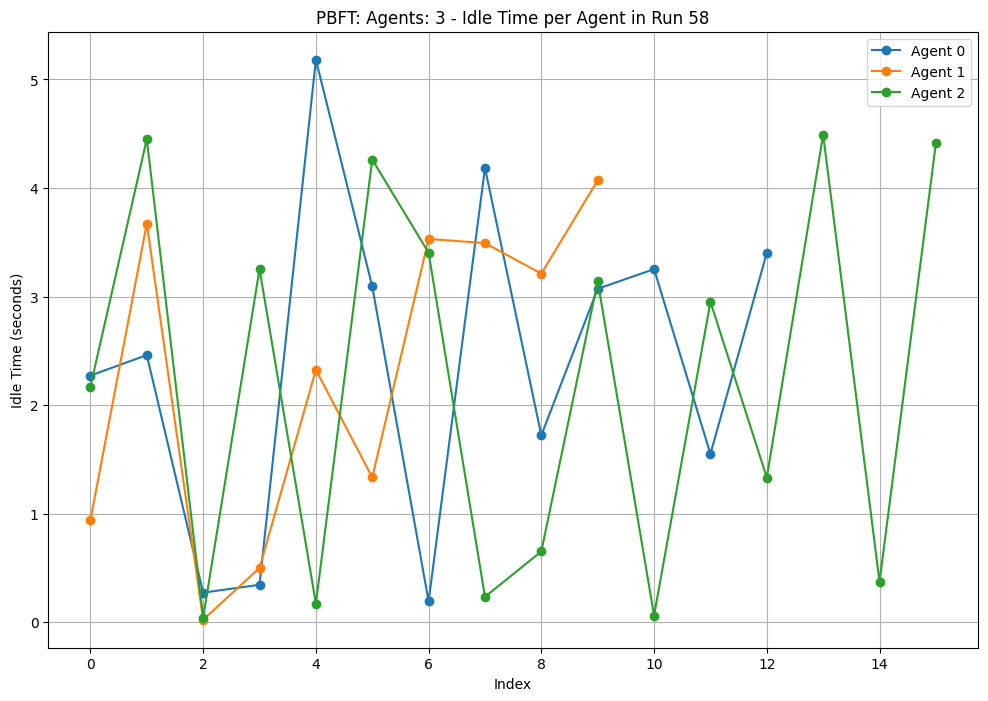 PBFT: Agents: 3 - Idle Time per Agent in Run 58
Agent 0
Agent 1
Agent 2
Idle Time (seconds)
5
4
3
2
1
0
0 2 4 6 8 10 12 14
Index